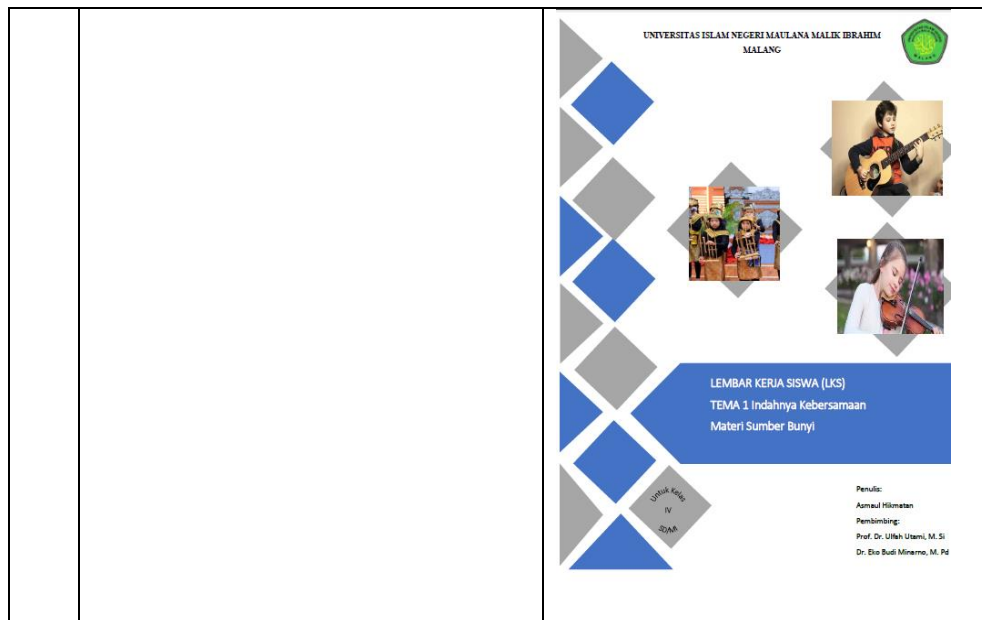 UNIVERSITAS ISLAM NEGERI MAULANA MALIK IBRAHIM
MALANG
LEMBAR KERJA SISWA (LKS)
TEMA 1 Indahnya Kebersamaan
Materi Sumber Bunyi
Untuk Kelas
IV
SD/MI
Penulis:
Asmaul Hikmatan
Pembimbing:
Prof. Dr. Ulfah Utami, M. Si
Dr. Eko Budi Minarno, M. Pd